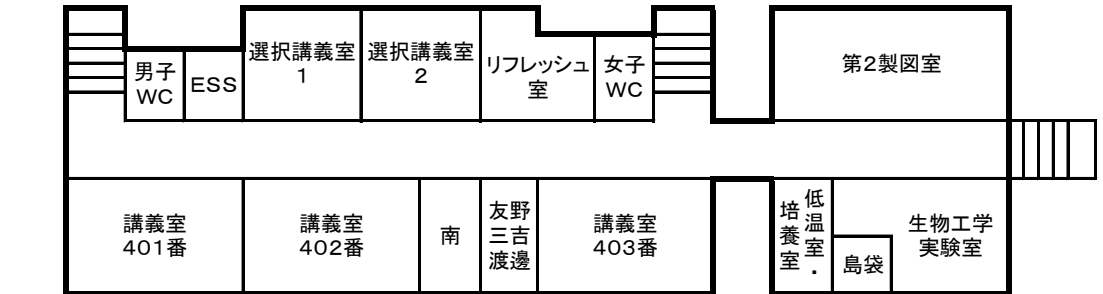 男子
WC
ESS
選択講義室
1
選択講義室
2
リフレッシュ
室
女子
WC
第2製図室
講義室
401番
講義室
402番
南
友野
三吉
渡邊
講義室
403番
低温室・
培養室
島袋
生物工学
実験室